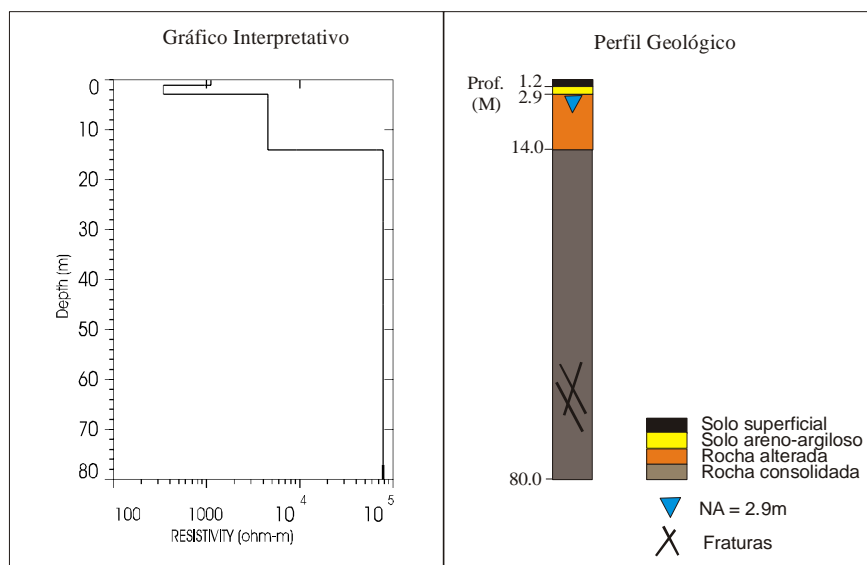 Gráfico Interpretativo
0
10
20
30
40
50
60
70
80
Depth (m)
100 1000 10^4 10^5
RESISTIVITY (ohm-m)
Perfil Geológico
Prof.
(M)
1.2
2.9
14.0
80.0
Solo superficial
Solo areno-argiloso
Rocha alterada
Rocha consolidada
NA = 2.9m
Fraturas